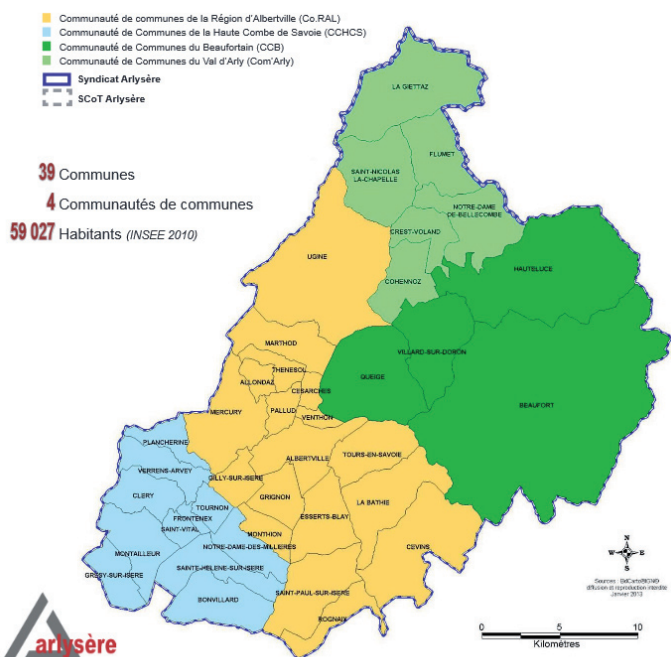 Communauté de communes de la Région d'Albertville (Co.RAL)
Communauté de Communes de la Haute Combe de Savoie (CCHCS)
Communauté de Communes du Beaufortain (CCB)
Communauté de Communes du Val d'Arly (Com'Arly)
Syndicat Arlysère
SCoT Arlysère
39 Communes
4 Communautés de communes
59 027 Habitants (INSEE 2010)
LA GIETTAZ
FLUMET
SAINT-NICOLAS
LA-CHAPELLE
NOTRE-DAME
DE-BELLECOMBE
CREST-VOLAND
UGINE
HAUTELUCE
COHENNOZ
MARTHOD
VILLARD-SUR-DORON
THENESOL
QUEIGE
ALLONDAZ
CESARCHES
BEAUFORT
MERCURY
PALLUD
VENTHON
PLANCHERINE
ALBERTVILLE
TOURS-EN-SAVOIE
VERRENS-ARVEY
GILLY-SUR-ISERE
CLERY
GRIGNON
LA BATHIE
TOURNON
FRONTENEX
ESSERTS-BLAY
SAINT-VITAL
MONTHION
NOTRE-DAME-DES-MILLIERES
CEVINS
MONTAILLEUR
SAINTE-HELENE-SUR-ISERE
GRESY-SUR-ISERE
SAINT-PAUL-SUR-ISERE
BONVILLARD
ROGNAIX
N
W
E
S
diffusion et reproduction interdite
Janvier 2013
arlysère
0 5 10
Kilomètres